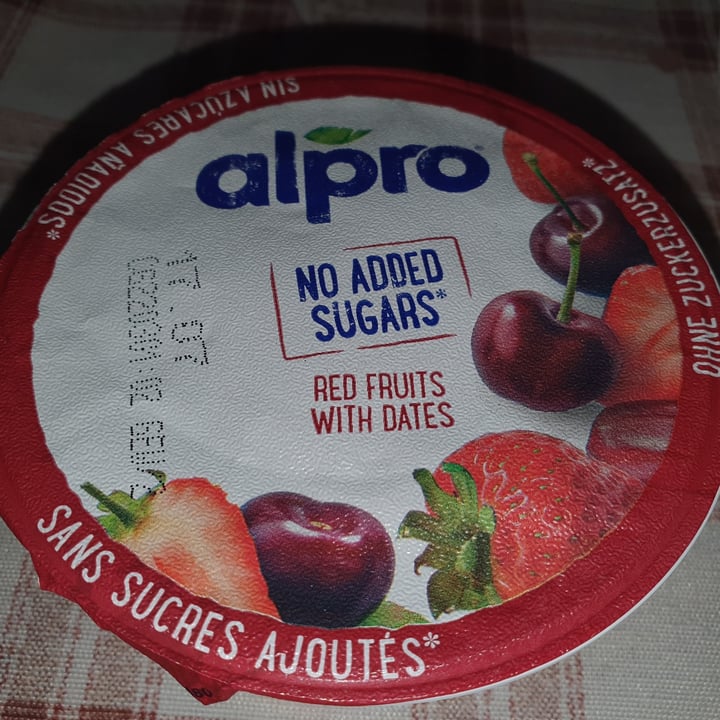 SIN AZÚCARES AÑADIDOS*
alpro
OHNE ZUCKERZUSATZ*
NO ADDED
SUGARS*
RED FRUITS
WITH DATES
SANS SUCRES AJOUTÉS*